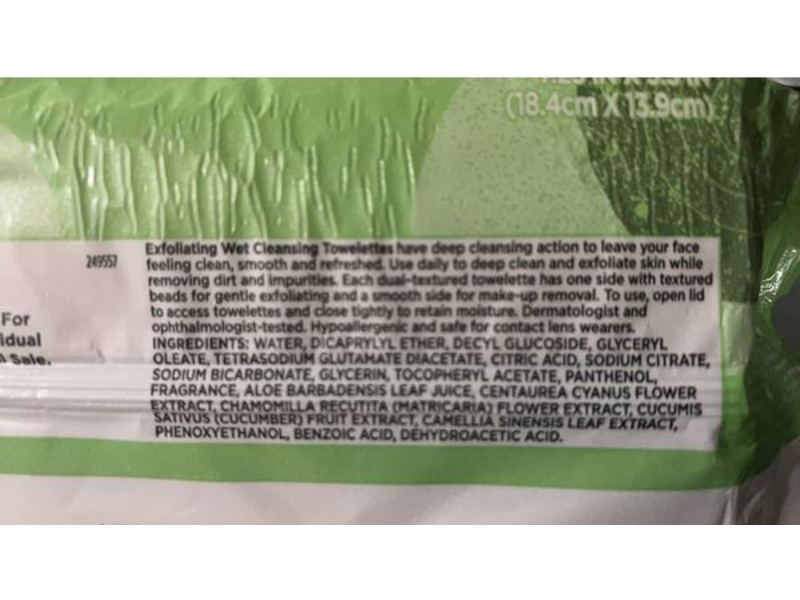 (18.4cm X 13.9cm)
249557
For
idual
Sale.
Exfoliating Wet Cleansing Towelettes have deep cleansing action to leave your face
feeling clean, smooth and refreshed. Use daily to deep clean and exfoliate skin while
removing dirt and impurities. Each dual-textured towelette has one side with textured
beads for gentle exfoliating and a smooth side for make-up removal. To use, open lid
to access towelettes and close tightly to retain moisture. Dermatologist and
ophthalmologist-tested. Hypoallergenic and safe for contact lens wearers.
INGREDIENTS: WATER, DICAPRYLYL ETHER, DECYL GLUCOSIDE, GLYCERYL
OLEATE, TETRASODIUM GLUTAMATE DIACETATE, CITRIC ACID, SODIUM CITRATE,
SODIUM BICARBONATE, GLYCERIN, TOCOPHERYL ACETATE, PANTHENOL,
FRAGRANCE, ALOE BARBADENSIS LEAF JUICE, CENTAUREA CYANUS FLOWER
EXTRACT, CHAMOMILLA RECUTITA (MATRICARIA) FLOWER EXTRACT, CUCUMIS
SATIVUS (CUCUMBER) FRUIT EXTRACT, CAMELLIA SINENSIS LEAF EXTRACT,
PHENOXYETHANOL, BENZOIC ACID, DEHYDROACETIC ACID.